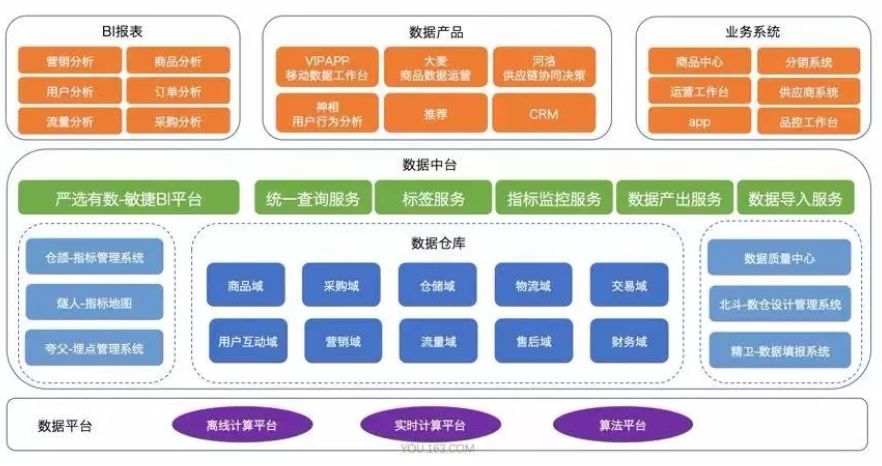 BI报表
营销分析
商品分析
用户分析
订单分析
流量分析
采购分析
数据产品
VIPAPP
移动数据工作台
大麦
商品数据运营
河洛
供应链协同决策
神相
用户行为分析
推荐
CRM
业务系统
商品中心
分销系统
运营工作台
供应商系统
app
品控工作台
数据中台
严选有数-敏捷BI平台
统一查询服务
标签服务
指标监控服务
数据产出服务
数据导入服务
仓颉-指标管理系统
燧人-指标地图
夸父-埋点管理系统
数据仓库
商品域
采购域
仓储域
物流域
交易域
用户互动域
营销域
流量域
售后域
财务域
数据质量中心
北斗-数仓设计管理系统
精卫-数据填报系统
数据平台
离线计算平台
实时计算平台
算法平台
YOU.163.COM